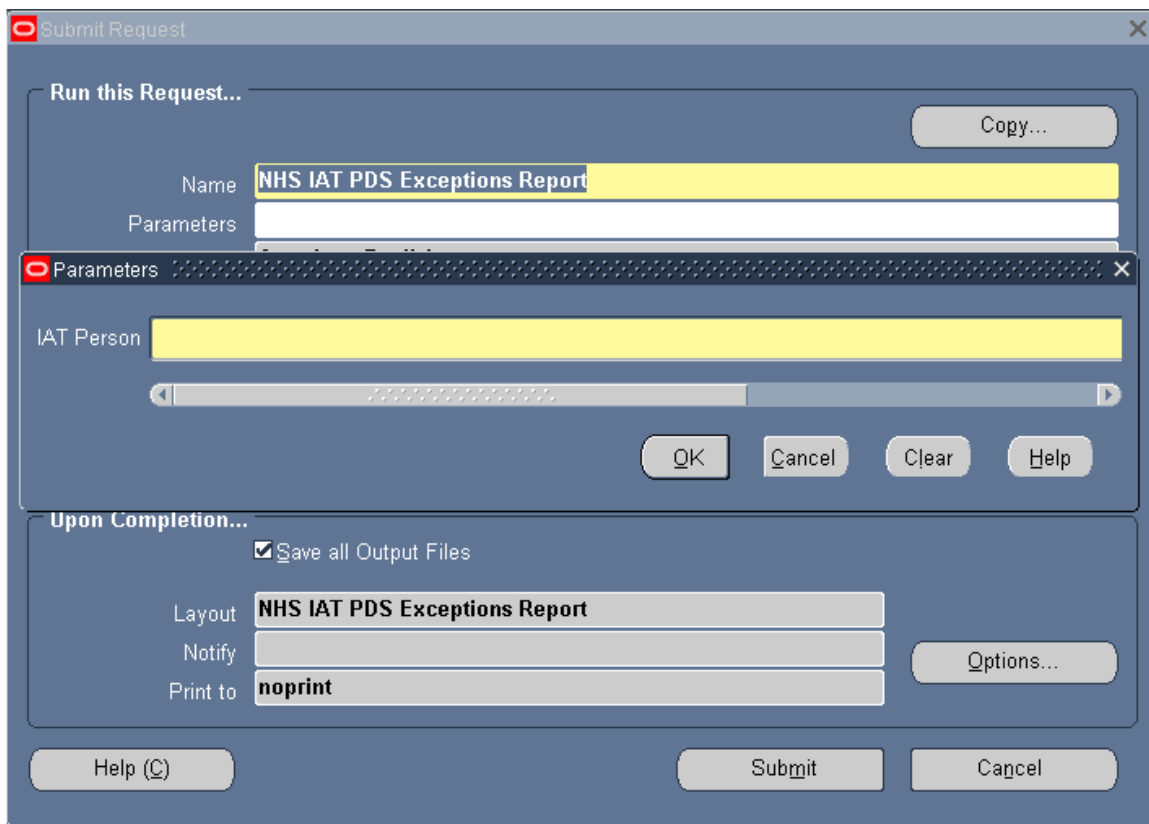 Submit Request
Run this Request...
Copy...
Name NHS IAT PDS Exceptions Report
Parameters
Parameters
IAT Person
OK Cancel Clear Help
Upon Completion...
Save all Output Files
Layout NHS IAT PDS Exceptions Report
Notify
Options...
Print to noprint
Help (C) Submit Cancel